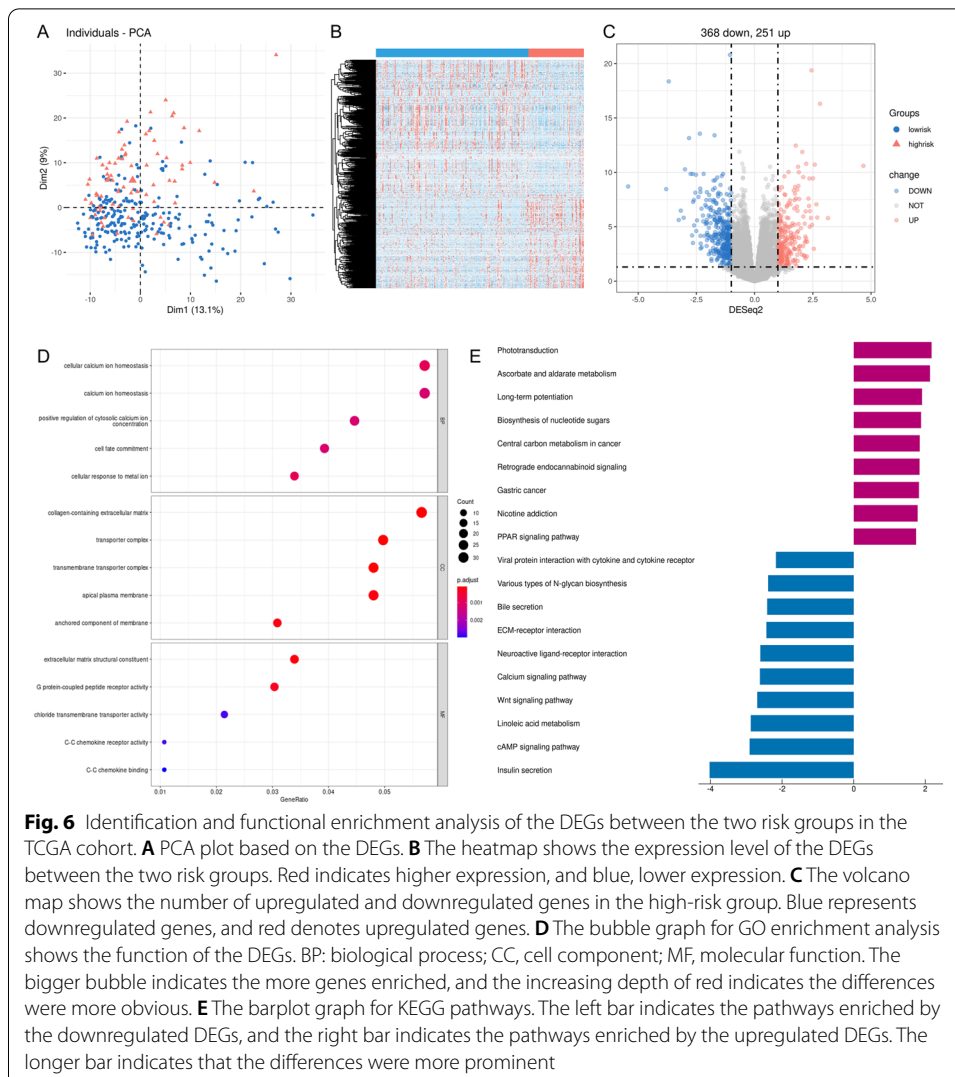 A
Individuals - PCA
30
20
10
0
-10
Dim2 (9%)
-10
0
10
20
30
Dim1 (13.1%)
B
C
368 down, 251 up
20
15
10
5
0
-5.0
-2.5
0.0
2.5
5.0
DESeq2
Groups
lowrisk
highrisk
change
DOWN
NOT
UP
D
cellular calcium ion homeostasis
calcium ion homeostasis
positive regulation of cytosolic calcium ion
concentration
cell fate commitment
cellular response to metal ion
BP
collagen-containing extracellular matrix
transporter complex
transmembrane transporter complex
apical plasma membrane
anchored component of membrane
CC
extracellular matrix structural constituent
G protein-coupled peptide receptor activity
chloride transmembrane transporter activity
C-C chemokine receptor activity
C-C chemokine binding
MF
0.01
0.02
0.03
0.04
0.05
GeneRatio
Count
10
15
20
25
30
p.adjust
0.001
0.002
E
Phototransduction
Ascorbate and aldarate metabolism
Long-term potentiation
Biosynthesis of nucleotide sugars
Central carbon metabolism in cancer
Retrograde endocannabinoid signaling
Gastric cancer
Nicotine addiction
PPAR signaling pathway
Viral protein interaction with cytokine and cytokine receptor
Various types of N-glycan biosynthesis
Bile secretion
ECM-receptor interaction
Neuroactive ligand-receptor interaction
Calcium signaling pathway
Wnt signaling pathway
Linoleic acid metabolism
cAMP signaling pathway
Insulin secretion
-4
-2
0
2
Fig. 6 Identification and functional enrichment analysis of the DEGs between the two risk groups in the
TCGA cohort. A PCA plot based on the DEGs. B The heatmap shows the expression level of the DEGs
between the two risk groups. Red indicates higher expression, and blue, lower expression. C The volcano
map shows the number of upregulated and downregulated genes in the high-risk group. Blue represents
downregulated genes, and red denotes upregulated genes. D The bubble graph for GO enrichment analysis
shows the function of the DEGs. BP: biological process; CC, cell component; MF, molecular function. The
bigger bubble indicates the more genes enriched, and the increasing depth of red indicates the differences
were more obvious. E The barplot graph for KEGG pathways. The left bar indicates the pathways enriched by
the downregulated DEGs, and the right bar indicates the pathways enriched by the upregulated DEGs. The
longer bar indicates that the differences were more prominent